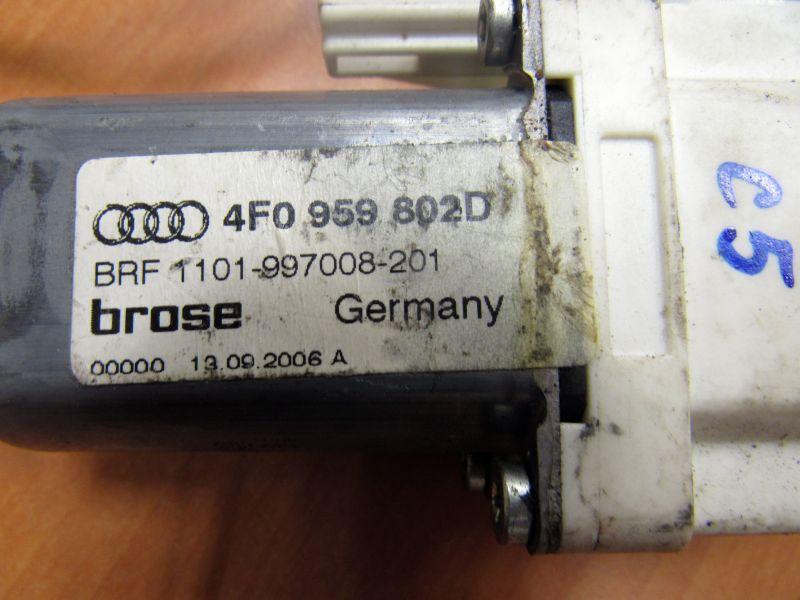 4F0 959 802D
BRF 1101-997008-201
brose Germany
00000 13.09.2006 A
C5